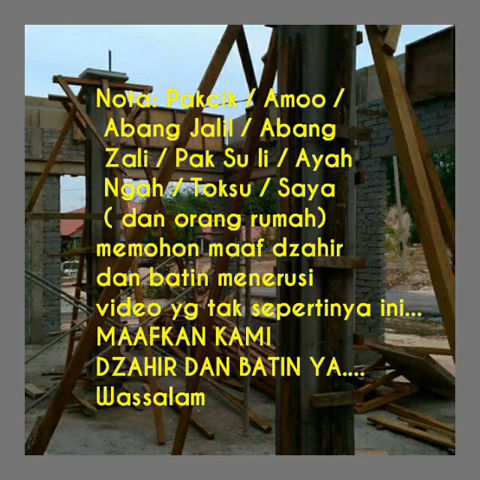 Nota: Pakcik / Amoo /
Abang Jalil / Abang
Zali / Pak Su li / Ayah
Ngah / Toksu / Saya
( dan orang rumah)
memohon maaf dzahir
dan batin menerusi
video yg tak sepertinya ini...
MAAFKAN KAMI
DZAHIR DAN BATIN YA....
Wassalam